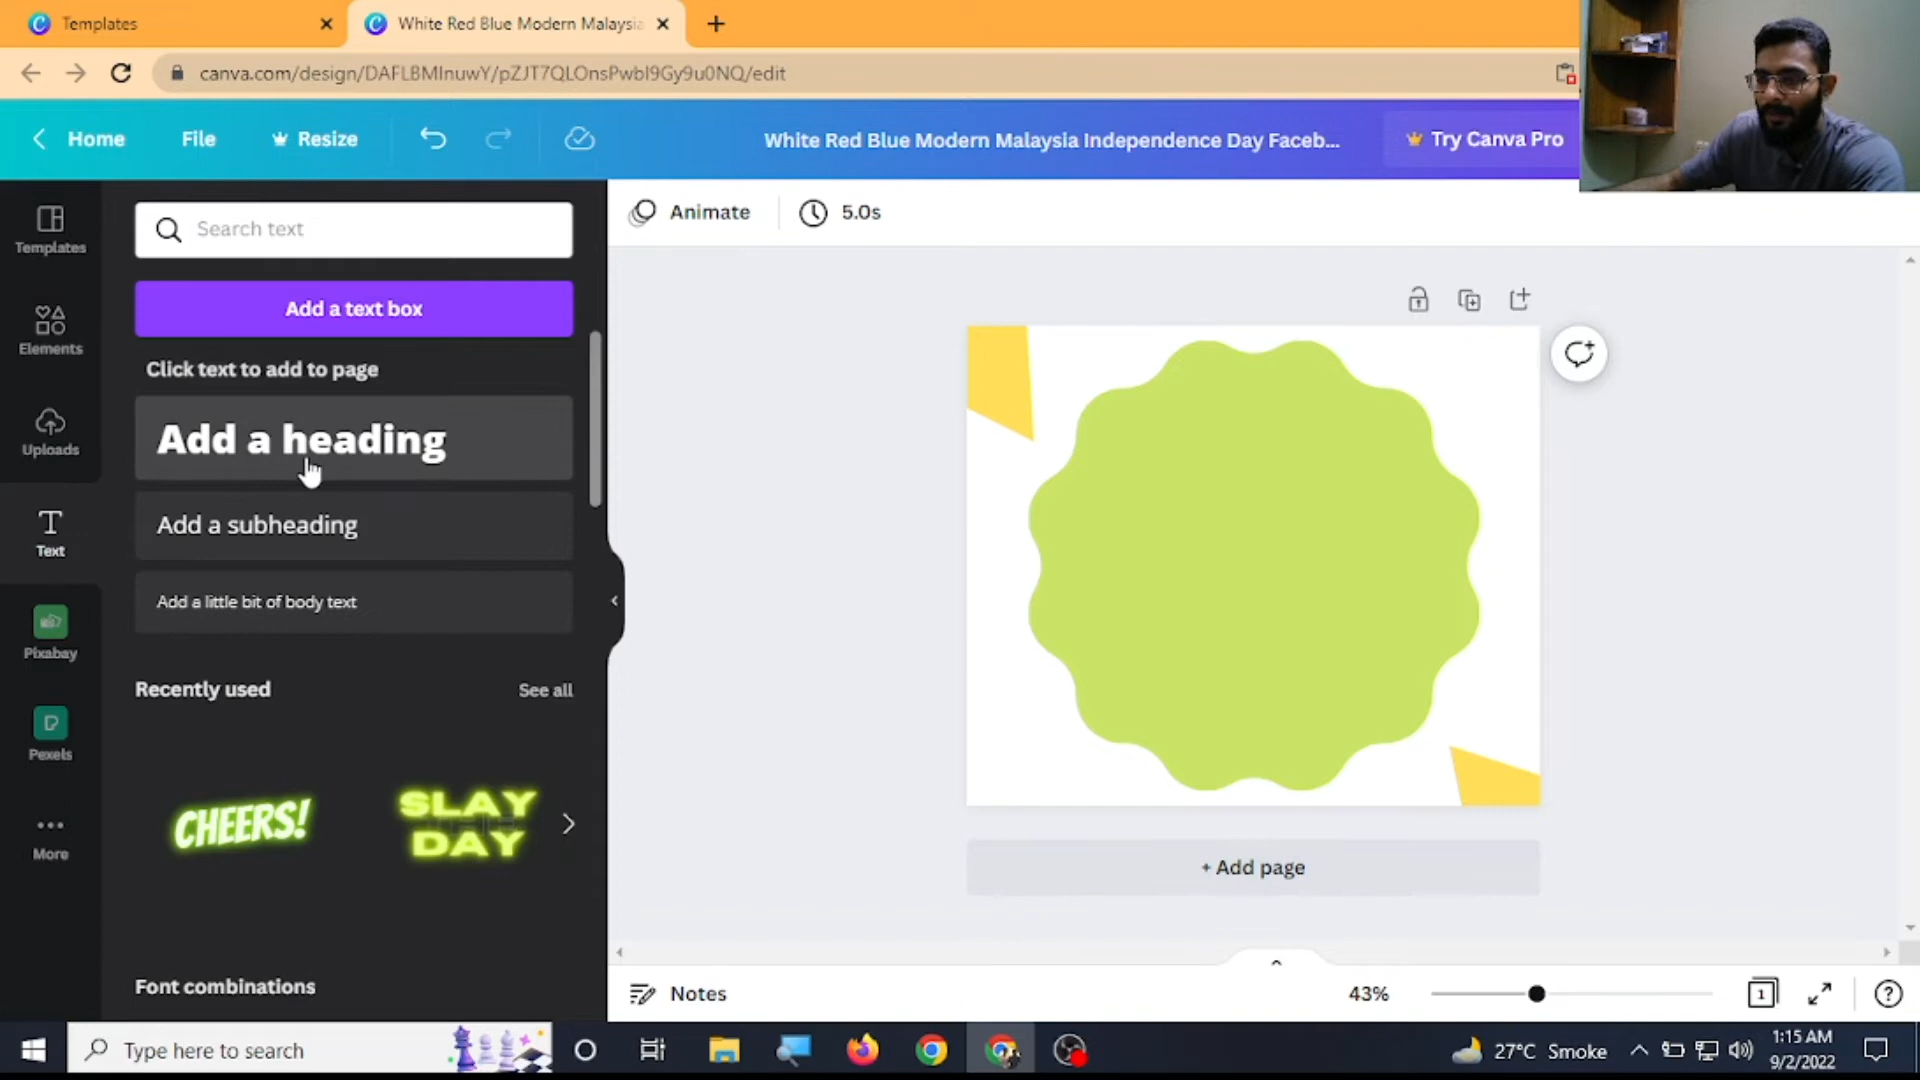 Templates
White Red Blue Modern Malaysia
canva.com/design/DAFLBMInuwY/pZJT7QLOnsPwbI9Gy9u0NQ/edit
Home
File
Resize
White Red Blue Modern Malaysia Independence Day Faceb...
Try Canva Pro
Templates
Elements
Uploads
Text
Pixabay
Pexels
More
Search text
Add a text box
Click text to add to page
Add a heading
Add a subheading
Add a little bit of body text
Recently used
See all
CHEERS!
SLAY
DAY
Font combinations
Animate
5.0s
+ Add page
Notes
43%
1
Type here to search
27°C Smoke
1:15 AM
9/2/2022